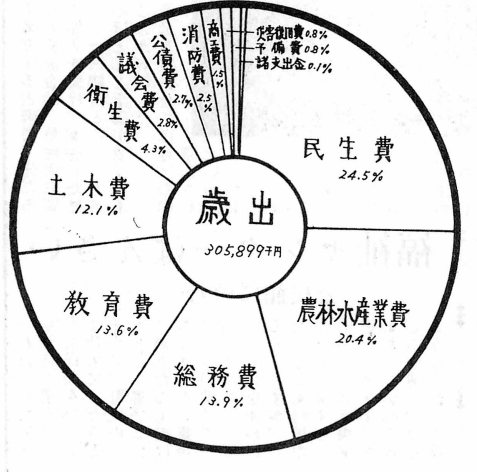 歳出
305,899千円
民生費
24.5%
農林水産業費
20.4%
総務費
13.9%
教育費
13.6%
土木費
12.1%
衛生費
4.3%
議会費
2.8%
公債費
2.7%
消防費
2.5%
商工費
1.5%
災害復旧費0.8%
予備費0.8%
諸支出金0.1%